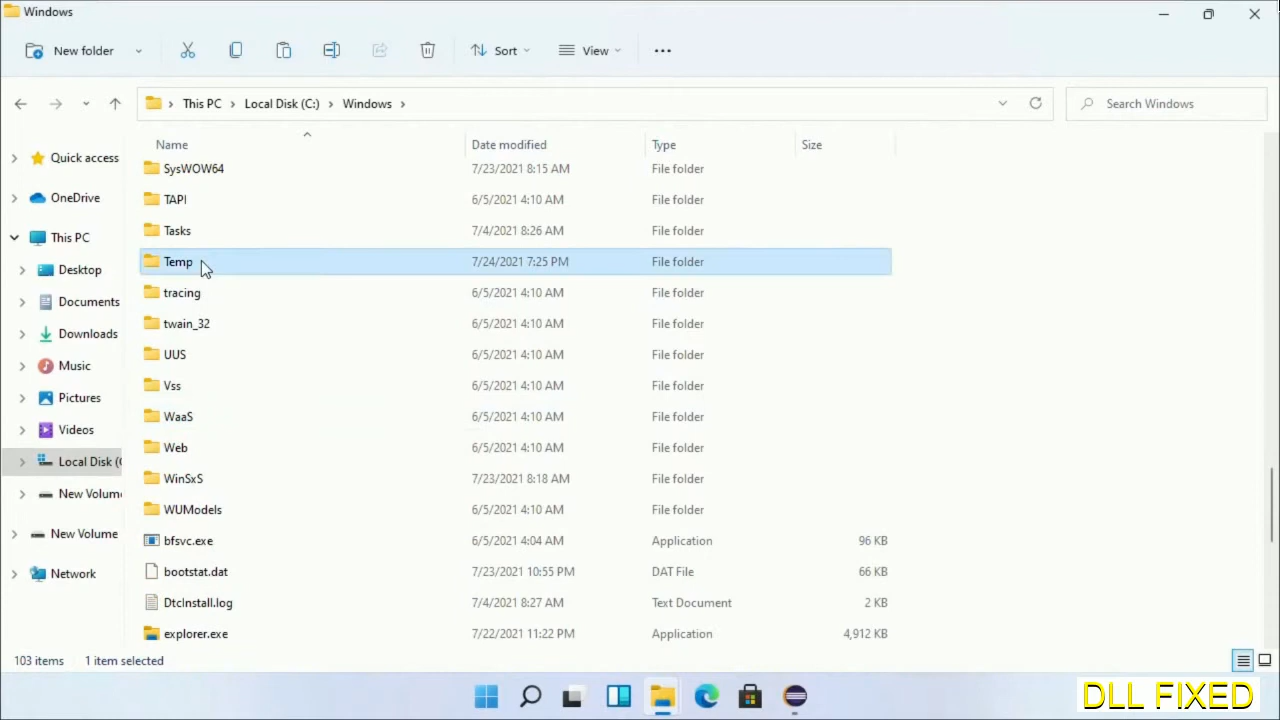 Windows
New folder Sort View
This PC Local Disk (C:) Windows Search Windows
Name Date modified Type Size
Quick access
OneDrive
This PC
Desktop
Documents
Downloads
Music
Pictures
Videos
Local Disk (
New Volum
New Volume
Network
SysWOW64 7/23/2021 8:15 AM File folder
TAPI 6/5/2021 4:10 AM File folder
Tasks 7/4/2021 8:26 AM File folder
Temp 7/24/2021 7:25 PM File folder
tracing 6/5/2021 4:10 AM File folder
twain_32 6/5/2021 4:10 AM File folder
UUS 6/5/2021 4:10 AM File folder
Vss 6/5/2021 4:10 AM File folder
WaaS 6/5/2021 4:10 AM File folder
Web 6/5/2021 4:10 AM File folder
WinSxS 7/23/2021 8:18 AM File folder
WUModels 6/5/2021 4:10 AM File folder
bfsvc.exe 6/5/2021 4:04 AM Application 96 KB
bootstat.dat 7/23/2021 10:55 PM DAT File 66 KB
DtcInstall.log 7/4/2021 8:27 AM Text Document 2 KB
explorer.exe 7/22/2021 11:22 PM Application 4,912 KB
103 items 1 item selected
DLL FIXED